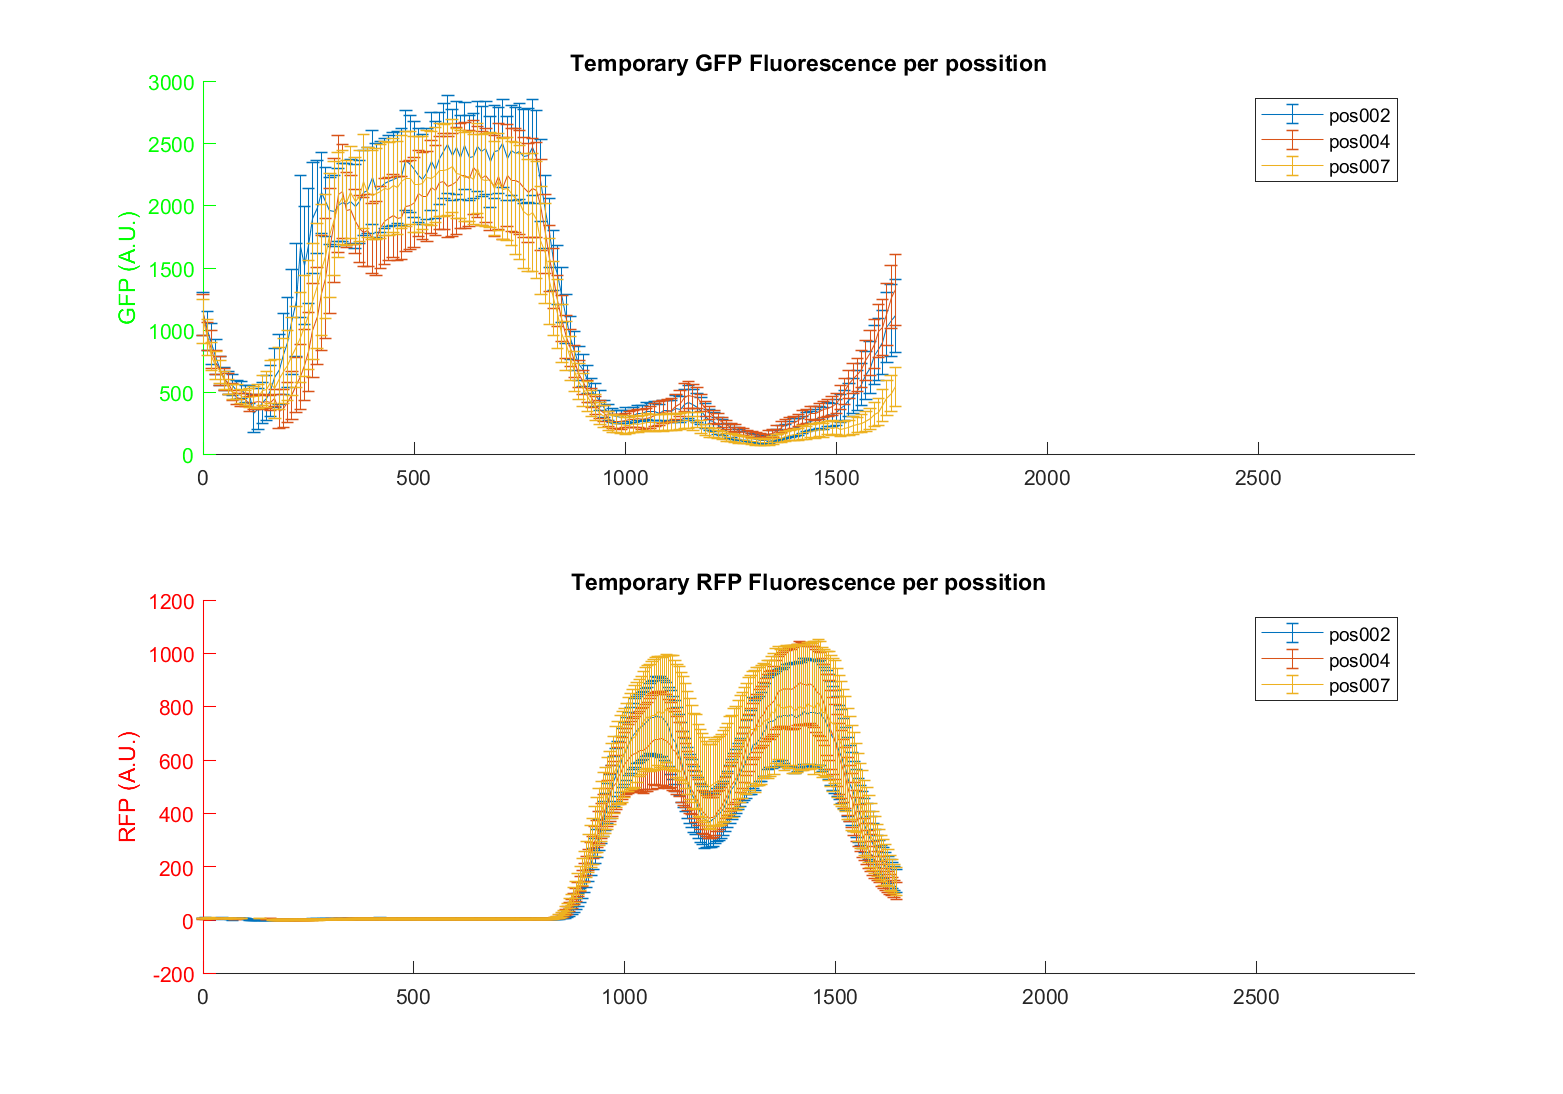 Temporary GFP Fluorescence per possition
3000
2500
2000
1500
1000
500
0
GFP (A.U.)
0 500 1000 1500 2000 2500
pos002
pos004
pos007
Temporary RFP Fluorescence per possition
1200
1000
800
600
400
200
0
-200
RFP (A.U.)
0 500 1000 1500 2000 2500
pos002
pos004
pos007